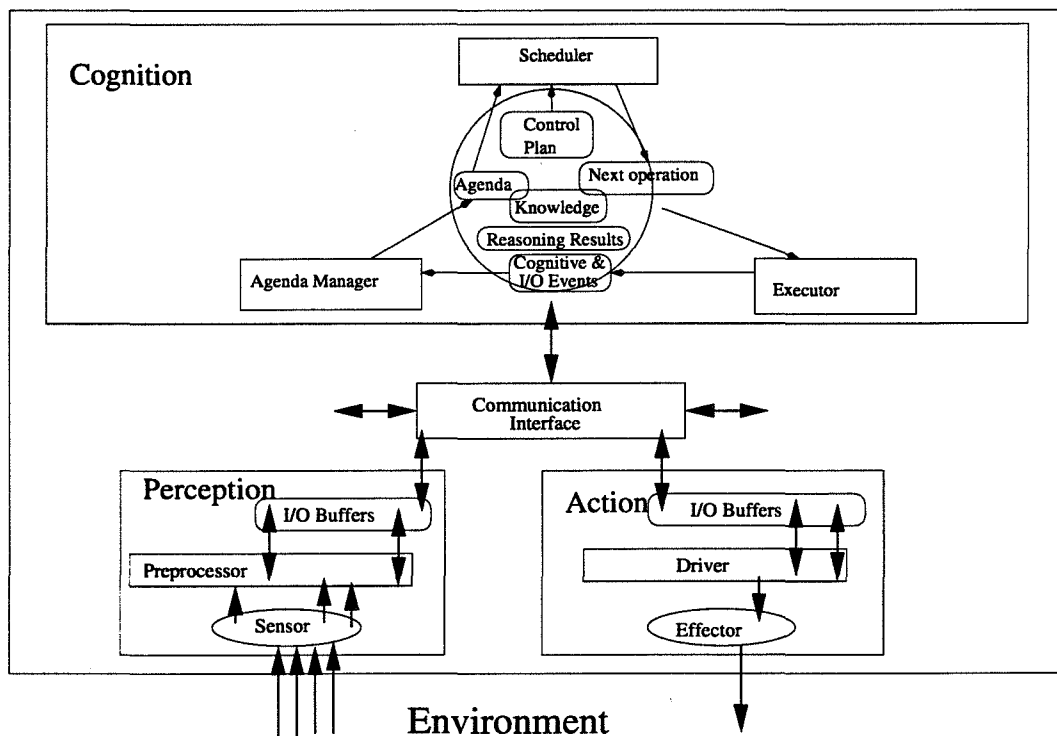 Cognition
Scheduler
Control
Plan
Agenda
Next operation
Knowledge
Reasoning Results
Cognitive &
I/O Events
Agenda Manager
Executor
Communication
Interface
Perception
I/O Buffers
Preprocessor
Sensor
Action
I/O Buffers
Driver
Effector
Environment